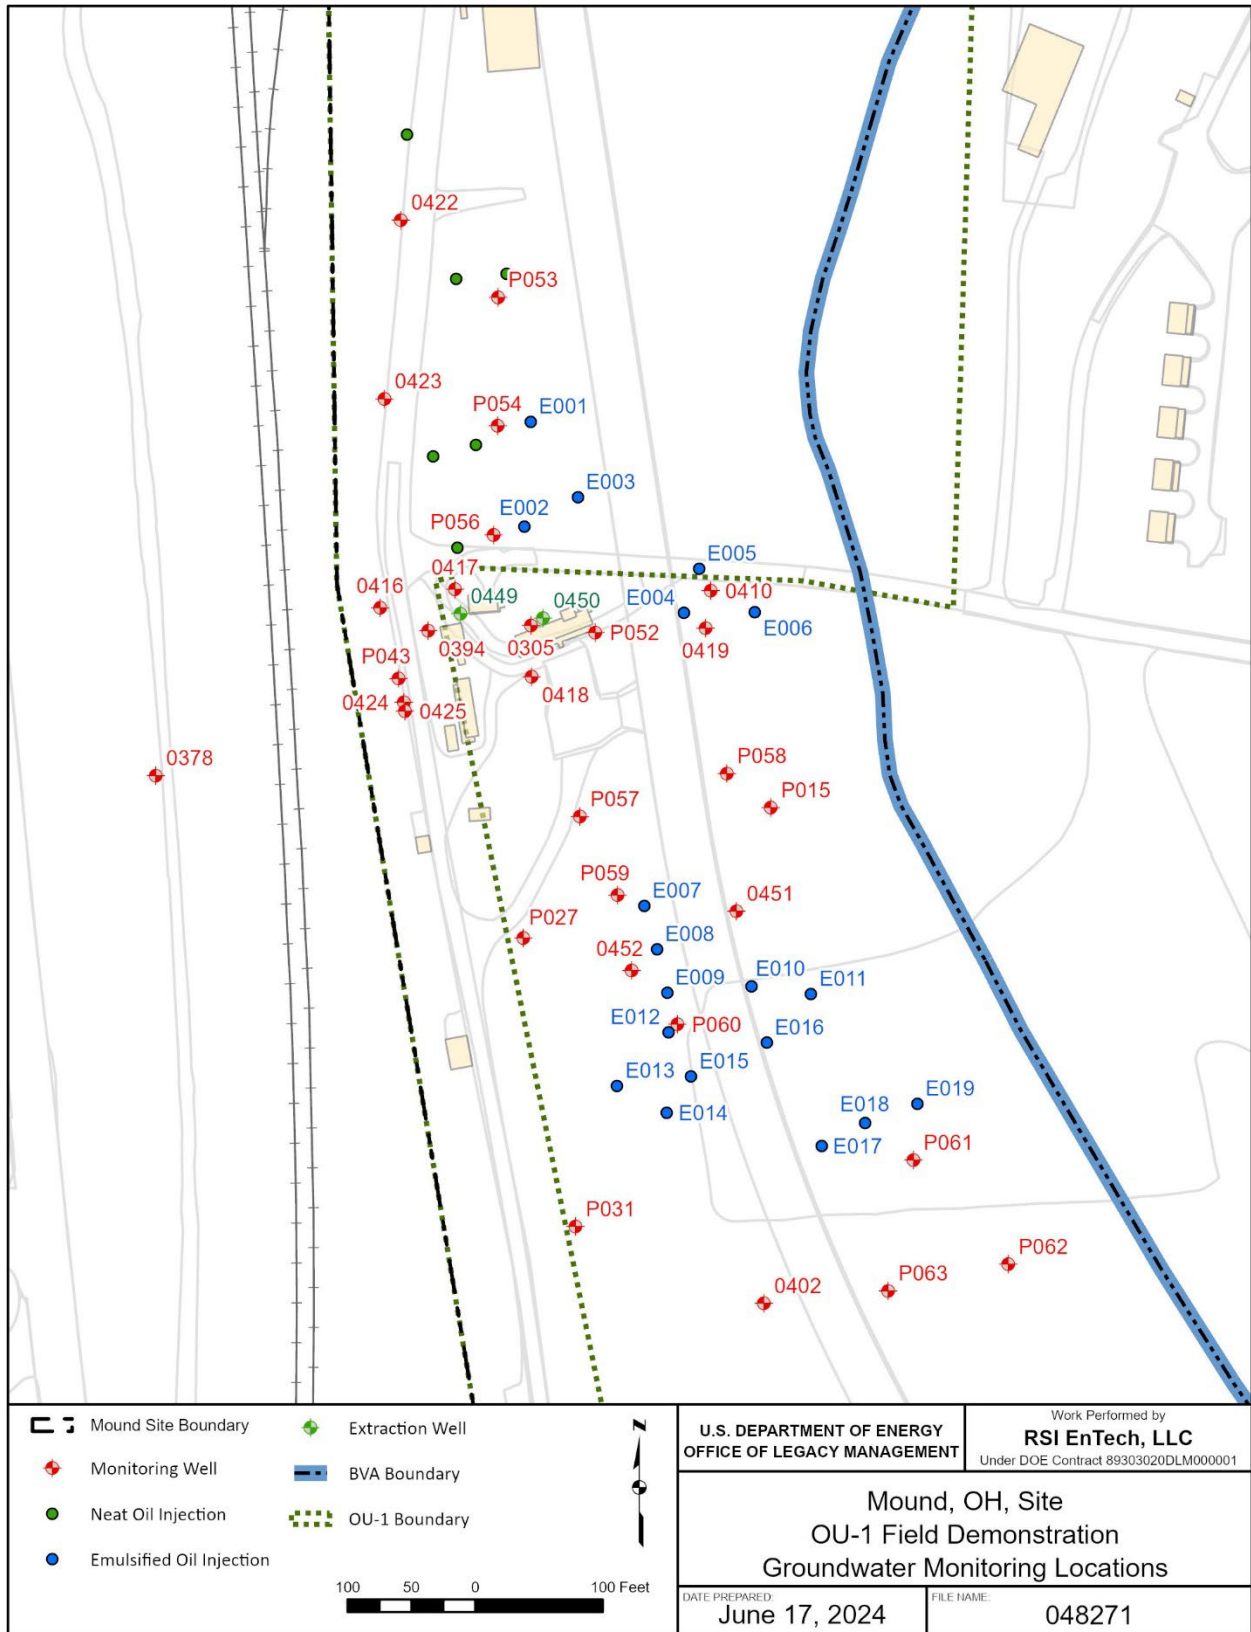 0422
P053
0423
P054
E001
E003
E002
P056
E005
0417
0416
0449
0450
E004
0410
E006
P052
0394
0305
0419
P043
0418
0424
0425
0378
P058
P015
P057
P059
E007
0451
P027
E008
0452
E010
E009
E011
E012
P060
E016
E013
E015
E019
E018
E014
E017
P061
P031
P062
0402
P063
Mound Site Boundary
Monitoring Well
Neat Oil Injection
Emulsified Oil Injection
Extraction Well
BVA Boundary
OU-1 Boundary
N
100 50 0 100 Feet
U.S. DEPARTMENT OF ENERGY
OFFICE OF LEGACY MANAGEMENT
Work Performed by
RSI EnTech, LLC
Under DOE Contract 89303020DLM000001
Mound, OH, Site
OU-1 Field Demonstration
Groundwater Monitoring Locations
DATE PREPARED:
June 17, 2024
FILE NAME:
048271